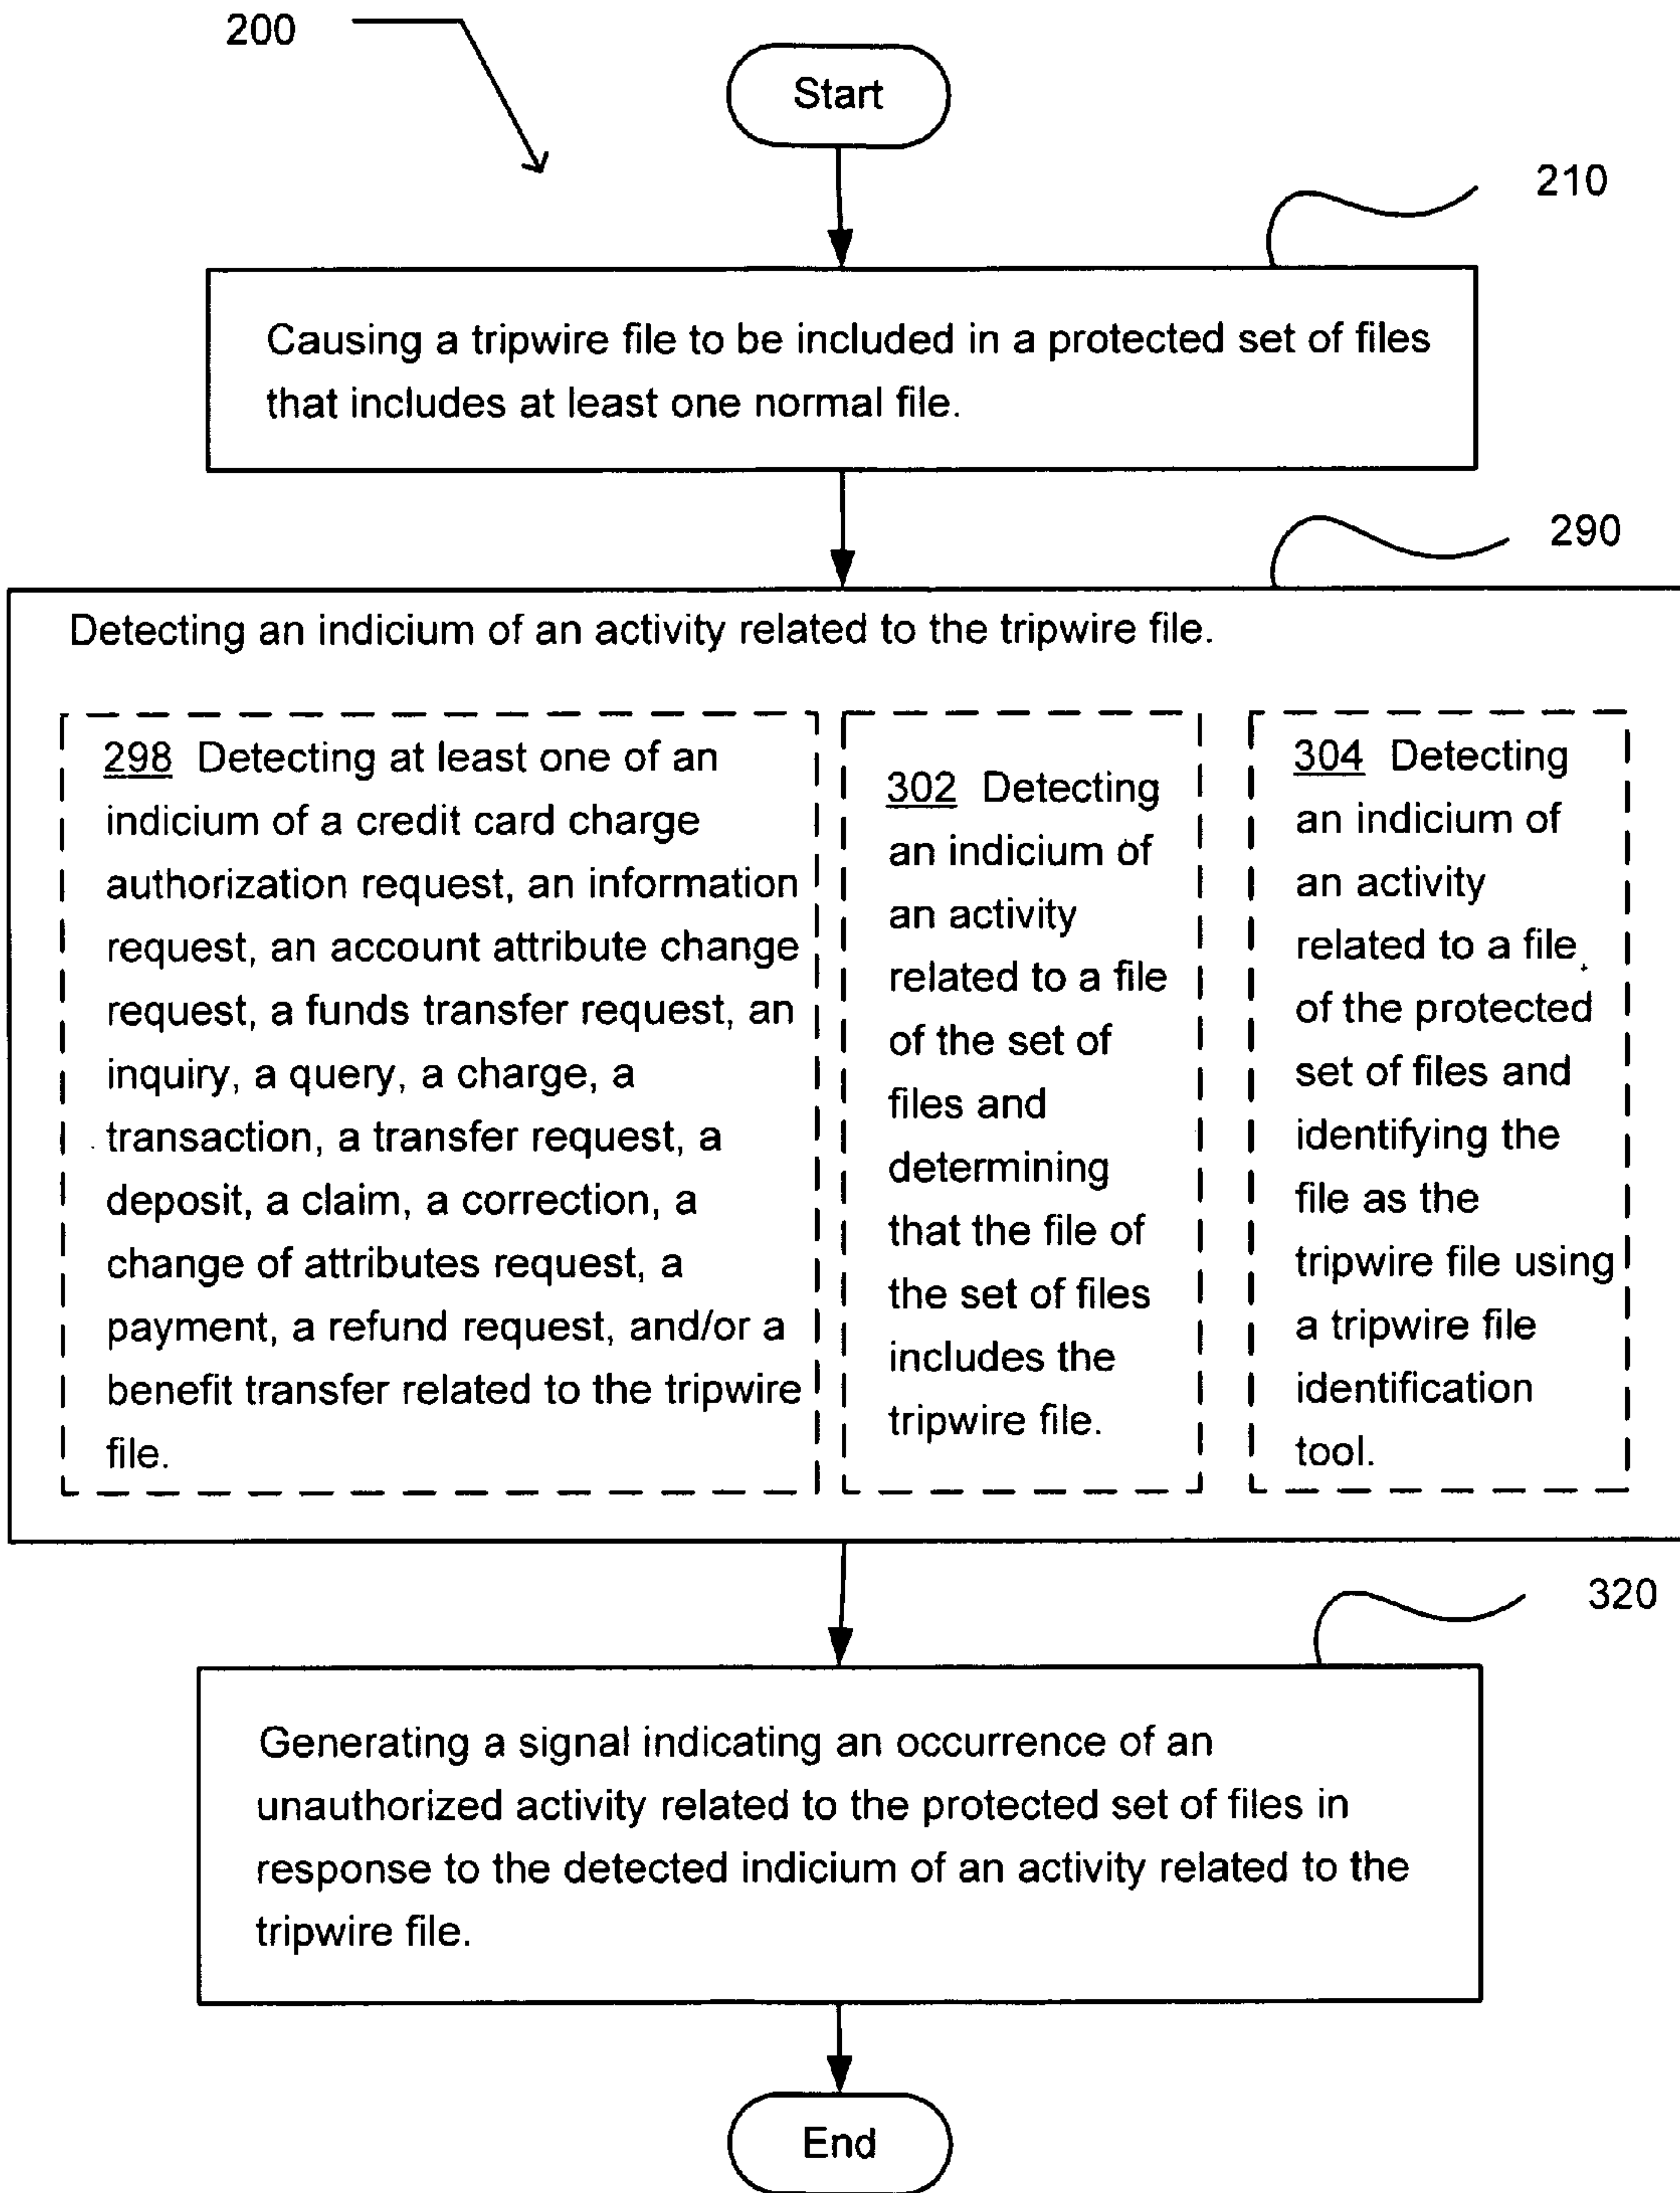 200
Start
210
Causing a tripwire file to be included in a protected set of files
that includes at least one normal file.
290
Detecting an indicium of an activity related to the tripwire file.
298 Detecting at least one of an
indicium of a credit card charge
authorization request, an information
request, an account attribute change
request, a funds transfer request, an
inquiry, a query, a charge, a
transaction, a transfer request, a
deposit, a claim, a correction, a
change of attributes request, a
payment, a refund request, and/or a
benefit transfer related to the tripwire
file.
302 Detecting
an indicium of
an activity
related to a file
of the set of
files and
determining
that the file of
the set of files
includes the
tripwire file.
304 Detecting
an indicium of
an activity
related to a file
of the protected
set of files and
identifying the
file as the
tripwire file using
a tripwire file
identification
tool.
320
Generating a signal indicating an occurrence of an
unauthorized activity related to the protected set of files in
response to the detected indicium of an activity related to the
tripwire file.
End